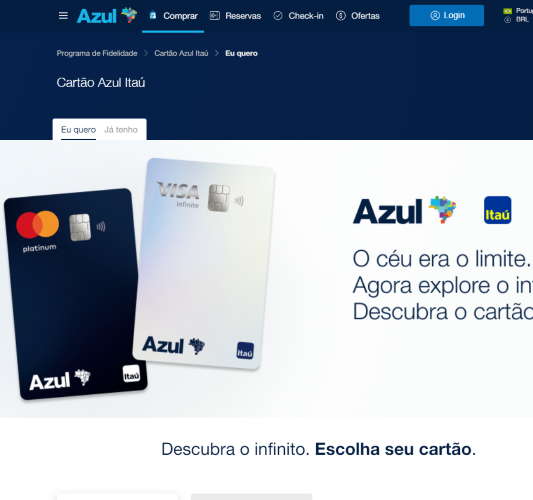 Azul Comprar Reservas Check-in Ofertas Login
BRL
Programa de Fidelidade > Cartão Azul Itaú > Eu quero
Cartão Azul Itaú
Eu quero Já tenho
VISA
Infinite
platinum
Azul Itaú
Azul Itaú
Azul Itaú
O céu era o limite.
Agora explore o in
Descubra o cartão
Descubra o infinito. Escolha seu cartão.